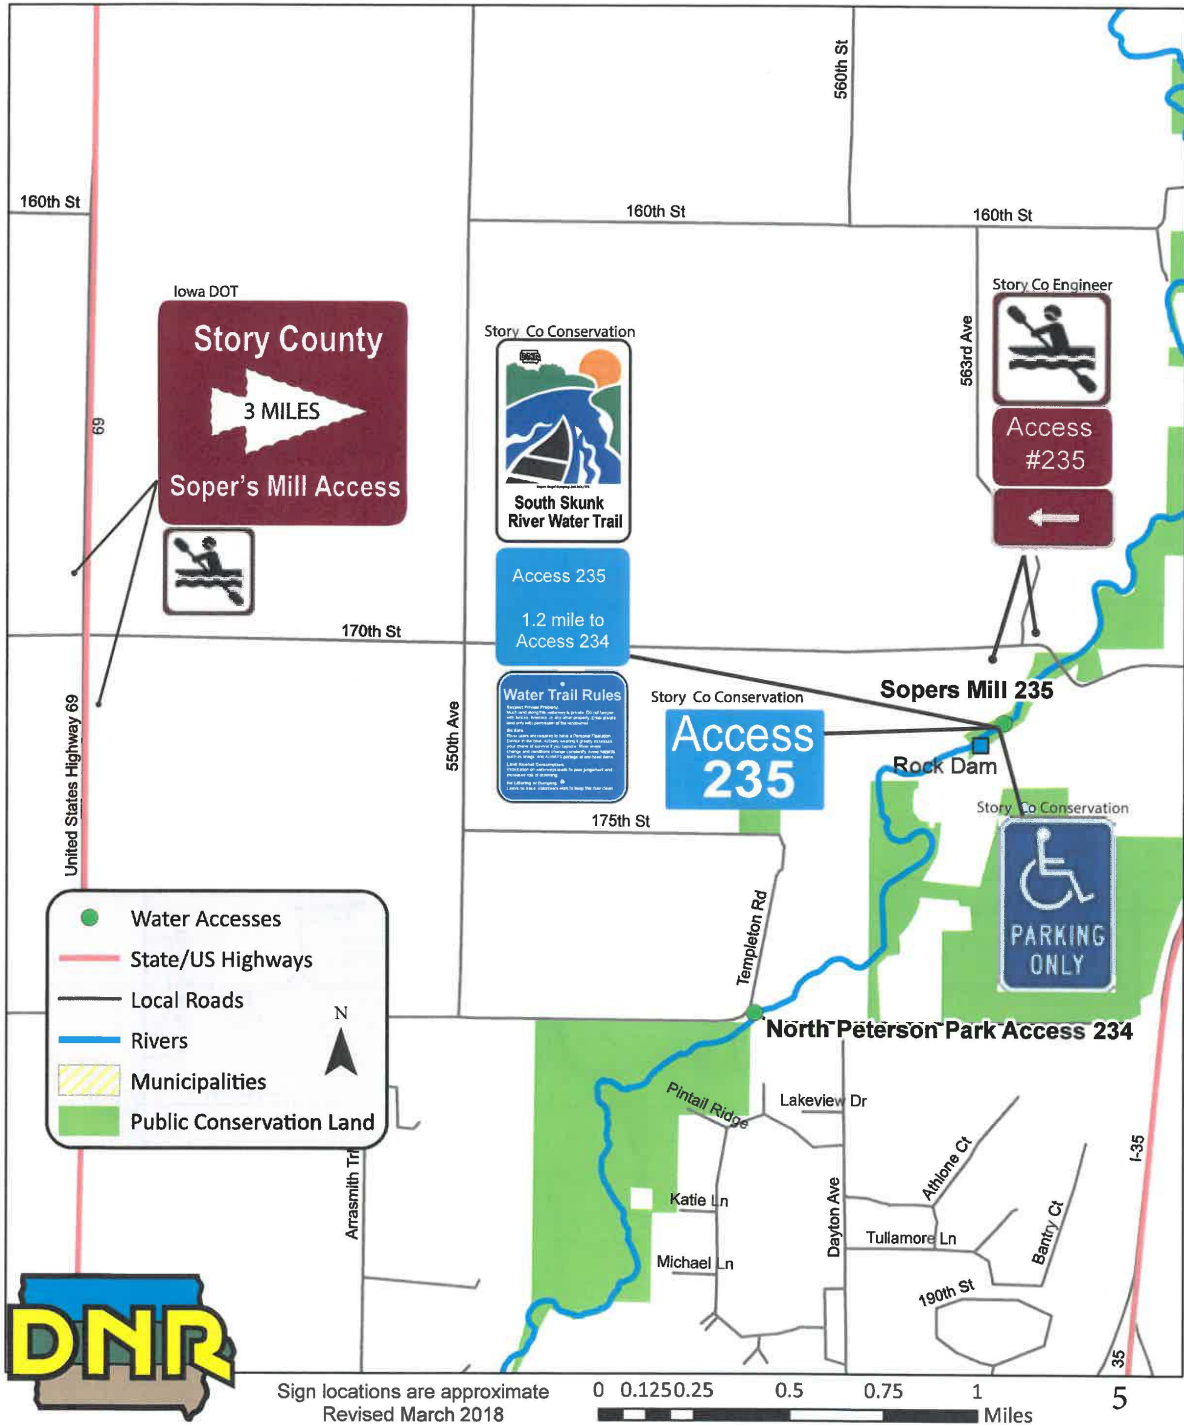 560th St
160th St
160th St
160th St
Iowa DOT
Story County
3 MILES
Soper's Mill Access
69
Story Co Conservation
South Skunk
River Water Trail
Access 235
1.2 mile to
Access 234
Water Trail Rules
Story Co Engineer
Access
#235
563rd Ave
170th St
United States Highway 69
550th Ave
Story Co Conservation
Access
235
Sopers Mill 235
Rock Dam
Story Co Conservation
PARKING
ONLY
175th St
Templeton Rd
North Peterson Park Access 234
Water Accesses
State/US Highways
Local Roads
Rivers
Municipalities
Public Conservation Land
N
Arrasmith Trl
Pintail Ridge
Lakeview Dr
Katie Ln
Michael Ln
Dayton Ave
Athlone Ct
Tullamore Ln
Bantry Ct
190th St
I-35
35
DNR
Sign locations are approximate
Revised March 2018
0 0.125 0.25 0.5 0.75 1
Miles
5